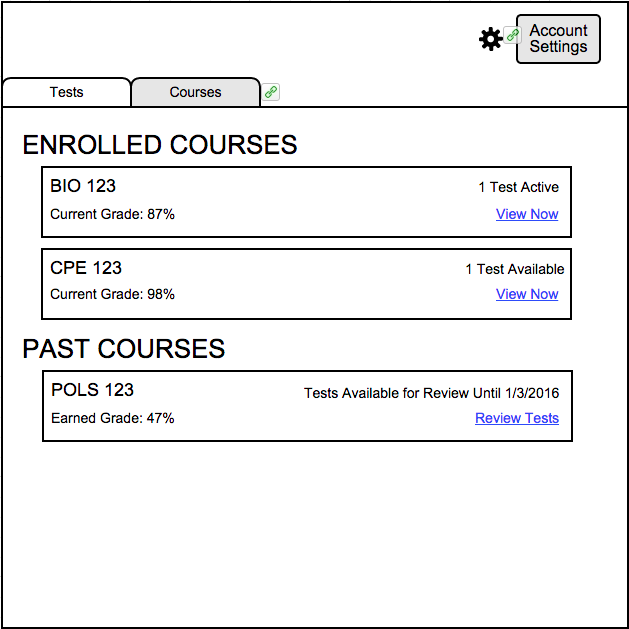 Account
Settings
Tests
Courses
ENROLLED COURSES
BIO 123
1 Test Active
Current Grade: 87%
View Now
CPE 123
1 Test Available
Current Grade: 98%
View Now
PAST COURSES
POLS 123
Tests Available for Review Until 1/3/2016
Earned Grade: 47%
Review Tests